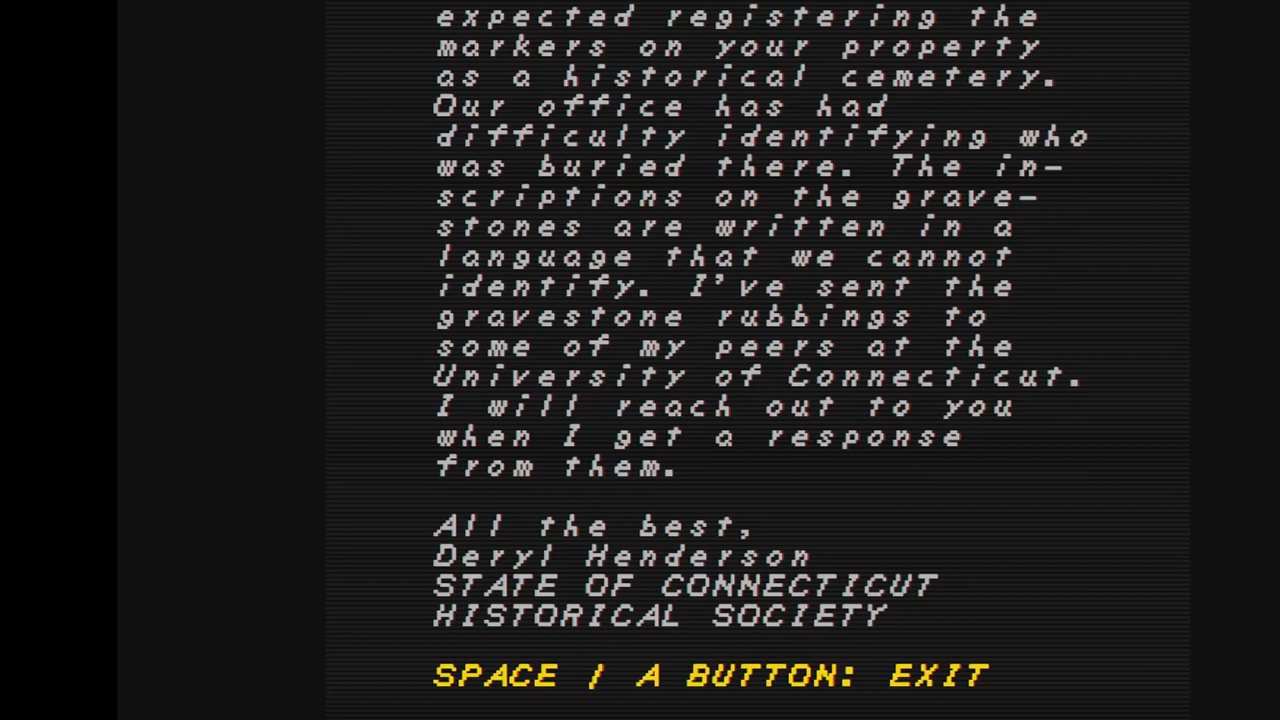 expected registering the
markers on your property
as a historical cemetery.
Our office has had
difficulty identifying who
was buried there. The in-
scriptions on the grave-
stones are written in a
language that we cannot
identify. I've sent the
gravestone rubbings to
some of my peers at the
University of Connecticut.
I will reach out to you
when I get a response
from them.
All the best,
Deryl Henderson
STATE OF CONNECTICUT
HISTORICAL SOCIETY
SPACE / A BUTTON: EXIT